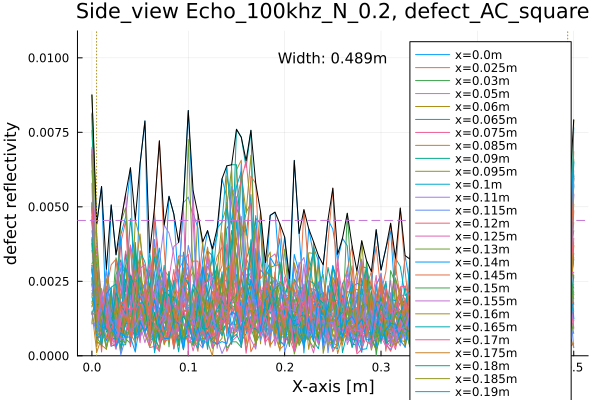 Side_view Echo_100khz_N_0.2, defect_AC_square
Width: 0.489m
defect reflectivity
0.0100
0.0075
0.0050
0.0025
0.0000
0.0
0.1
0.2
0.3
.5
X-axis [m]
x=0.0m
x=0.025m
x=0.03m
x=0.05m
x=0.06m
x=0.065m
x=0.075m
x=0.085m
x=0.09m
x=0.095m
x=0.1m
x=0.11m
x=0.115m
x=0.12m
x=0.125m
x=0.13m
x=0.14m
x=0.145m
x=0.15m
x=0.155m
x=0.16m
x=0.165m
x=0.17m
x=0.175m
x=0.18m
x=0.185m
x=0.19m